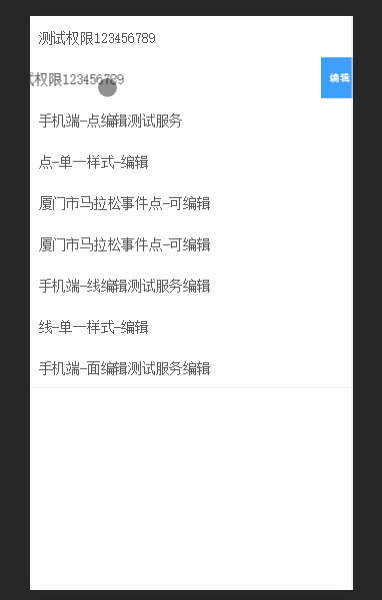 测试权限123456789
试权限123456789 编辑
手机端-点编辑测试服务
点-单一样式-编辑
厦门市马拉松事件点-可编辑
厦门市马拉松事件点-可编辑
手机端-线编辑测试服务编辑
线-单一样式-编辑
手机端-面编辑测试服务编辑